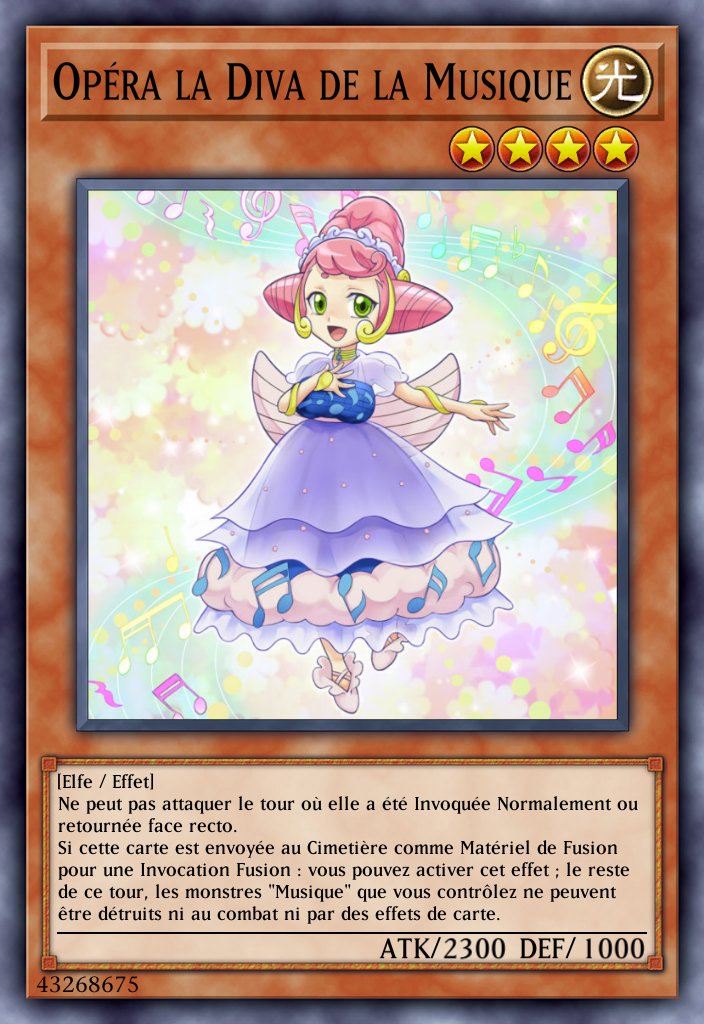 Opéra la Diva de la Musique
光
[Elfe / Effet]
Ne peut pas attaquer le tour où elle a été Invoquée Normalement ou
retournée face recto.
Si cette carte est envoyée au Cimetière comme Matériel de Fusion
pour une Invocation Fusion : vous pouvez activer cet effet ; le reste
de ce tour, les monstres "Musique" que vous contrôlez ne peuvent
être détruits ni au combat ni par des effets de carte.
ATK/2300 DEF/1000
43268675